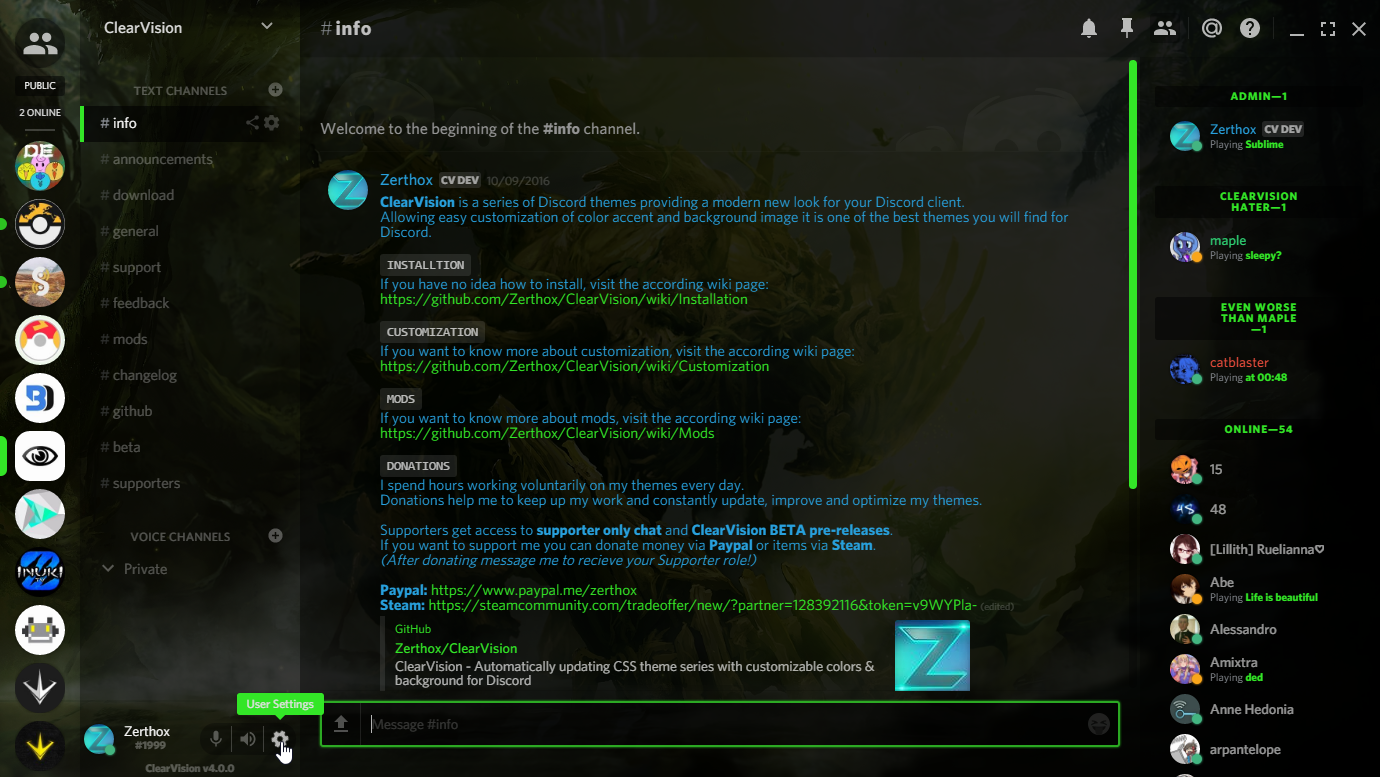 ClearVision
#info
PUBLIC
2 ONLINE
TEXT CHANNELS
# info
# announcements
# download
# general
# support
# feedback
# mods
# changelog
# github
# beta
# supporters
VOICE CHANNELS
Private
User Settings
Zerthox
#1999
ClearVision v4.0.0
Welcome to the beginning of the #info channel.
Zerthox CV DEV 10/09/2016
ClearVision is a series of Discord themes providing a modern new look for your Discord client.
Allowing easy customization of color accent and background image it is one of the best themes you will find for
Discord.
INSTALLTION
If you have no idea how to install, visit the according wiki page:
https://github.com/Zerthox/ClearVision/wiki/Installation
CUSTOMIZATION
If you want to know more about customization, visit the according wiki page:
https://github.com/Zerthox/ClearVision/wiki/Customization
MODS
If you want to know more about mods, visit the according wiki page:
https://github.com/Zerthox/ClearVision/wiki/Mods
DONATIONS
I spend hours working voluntarily on my themes every day.
Donations help me to keep up my work and constantly update, improve and optimize my themes.
Supporters get access to supporter only chat and ClearVision BETA pre-releases.
If you want to support me you can donate money via Paypal or items via Steam.
(After donating message me to recieve your Supporter role!)
Paypal: https://www.paypal.me/zerthox
Steam: https://steamcommunity.com/tradeoffer/new/?partner=128392116&token=v9WYPla- (edited)
GitHub
Zerthox/ClearVision
ClearVision - Automatically updating CSS theme series with customizable colors &
background for Discord
Message #info
ADMIN—1
Zerthox CV DEV
Playing Sublime
CLEARVISION
HATER—1
maple
Playing sleepy?
EVEN WORSE
THAN MAPLE
—1
catblaster
Playing at 00:48
ONLINE—54
15
48
[Lillith] Ruelianna♡
Abe
Playing Life is beautiful
Alessandro
Amixtra
Playing ded
Anne Hedonia
arpantelope